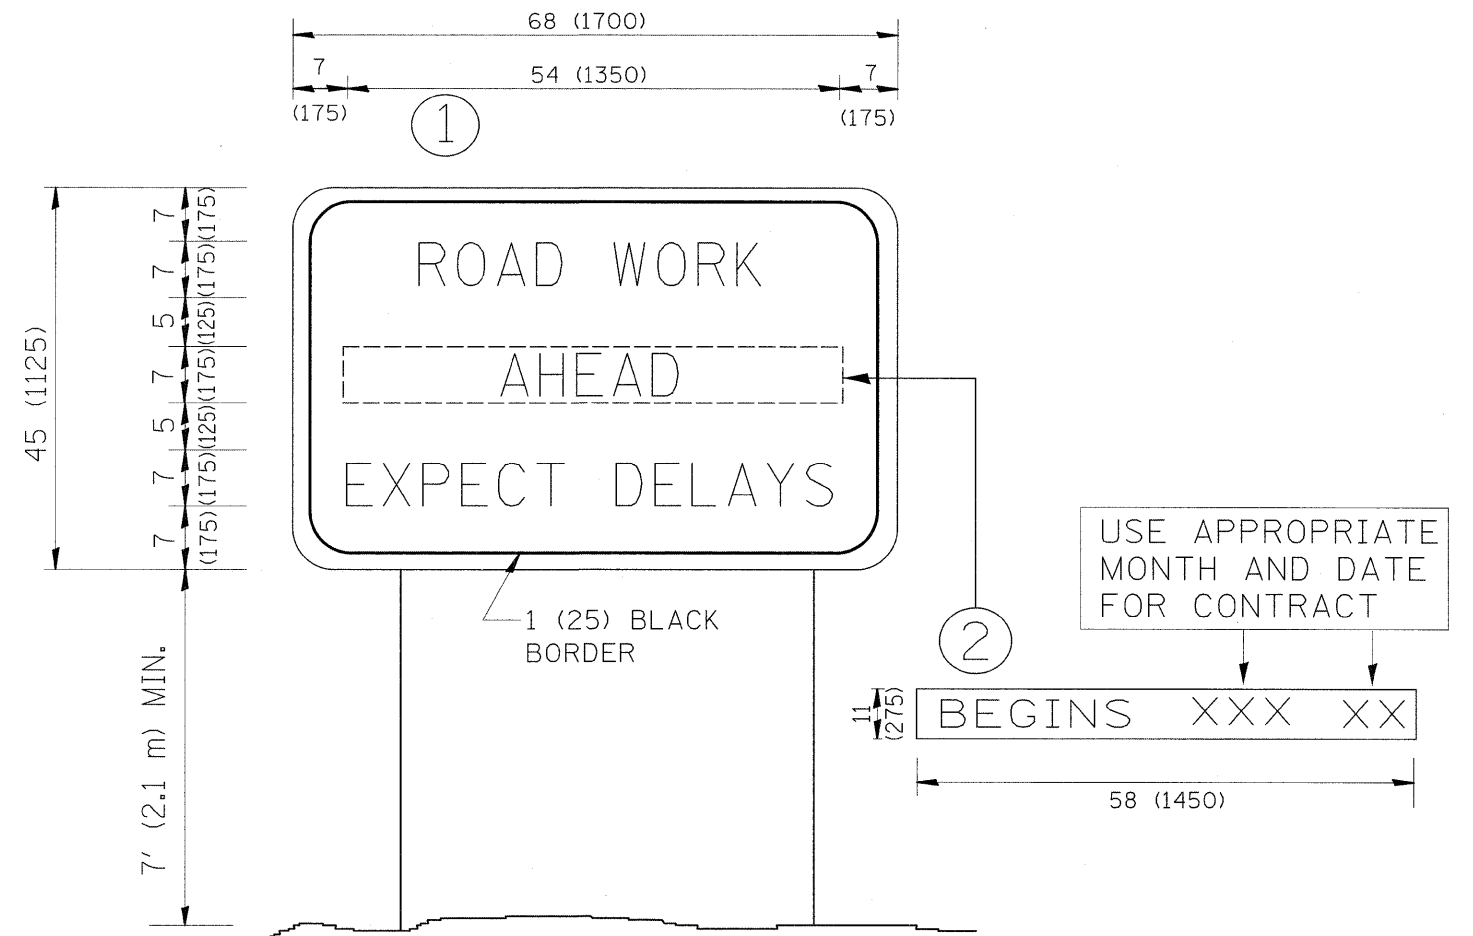 68 (1700)
7
54 (1350)
7
(175)
(175)
1
7
(175)
7
(175)
5
(125)
7
(175)
5
(125)
7
(175)
7
(175)
45 (1125)
ROAD WORK
AHEAD
EXPECT DELAYS
1 (25) BLACK
BORDER
7' (2.1 m) MIN.
2
USE APPROPRIATE
MONTH AND DATE
FOR CONTRACT
11
(275)
BEGINS XXX XX
58 (1450)